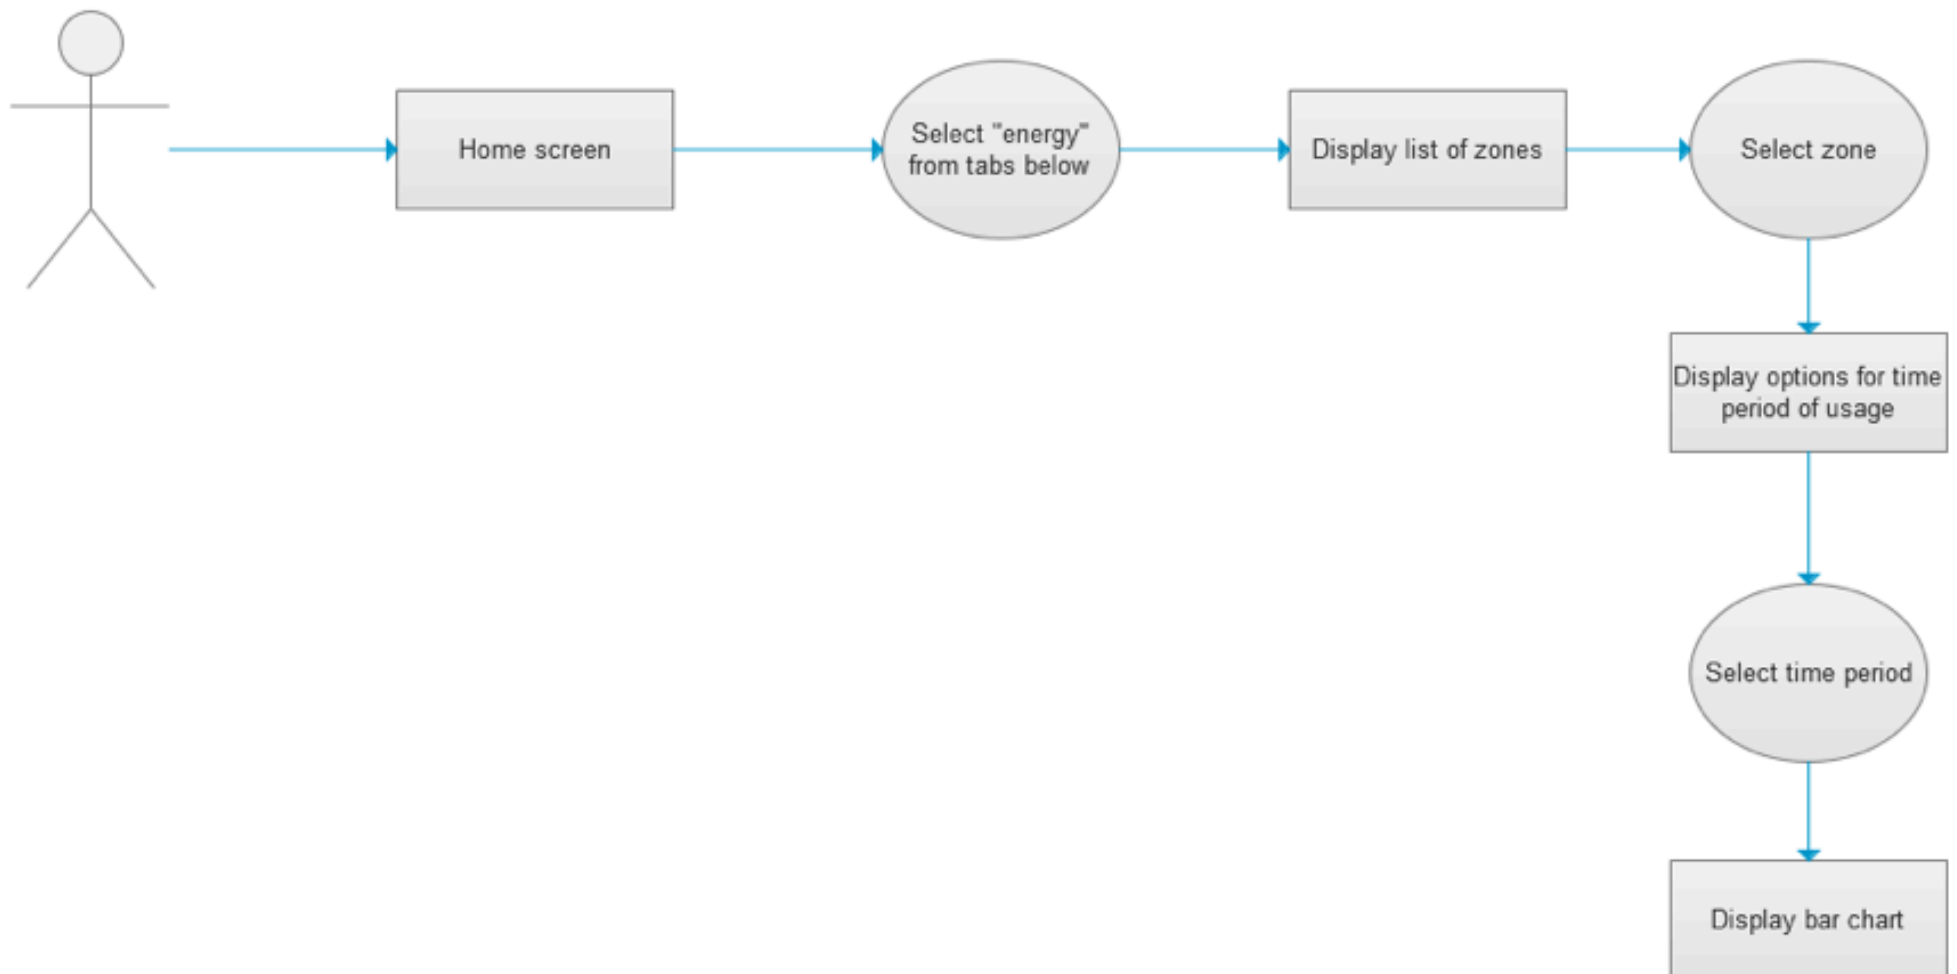 Home screen
Select "energy"
from tabs below
Display list of zones
Select zone
Display options for time
period of usage
Select time period
Display bar chart